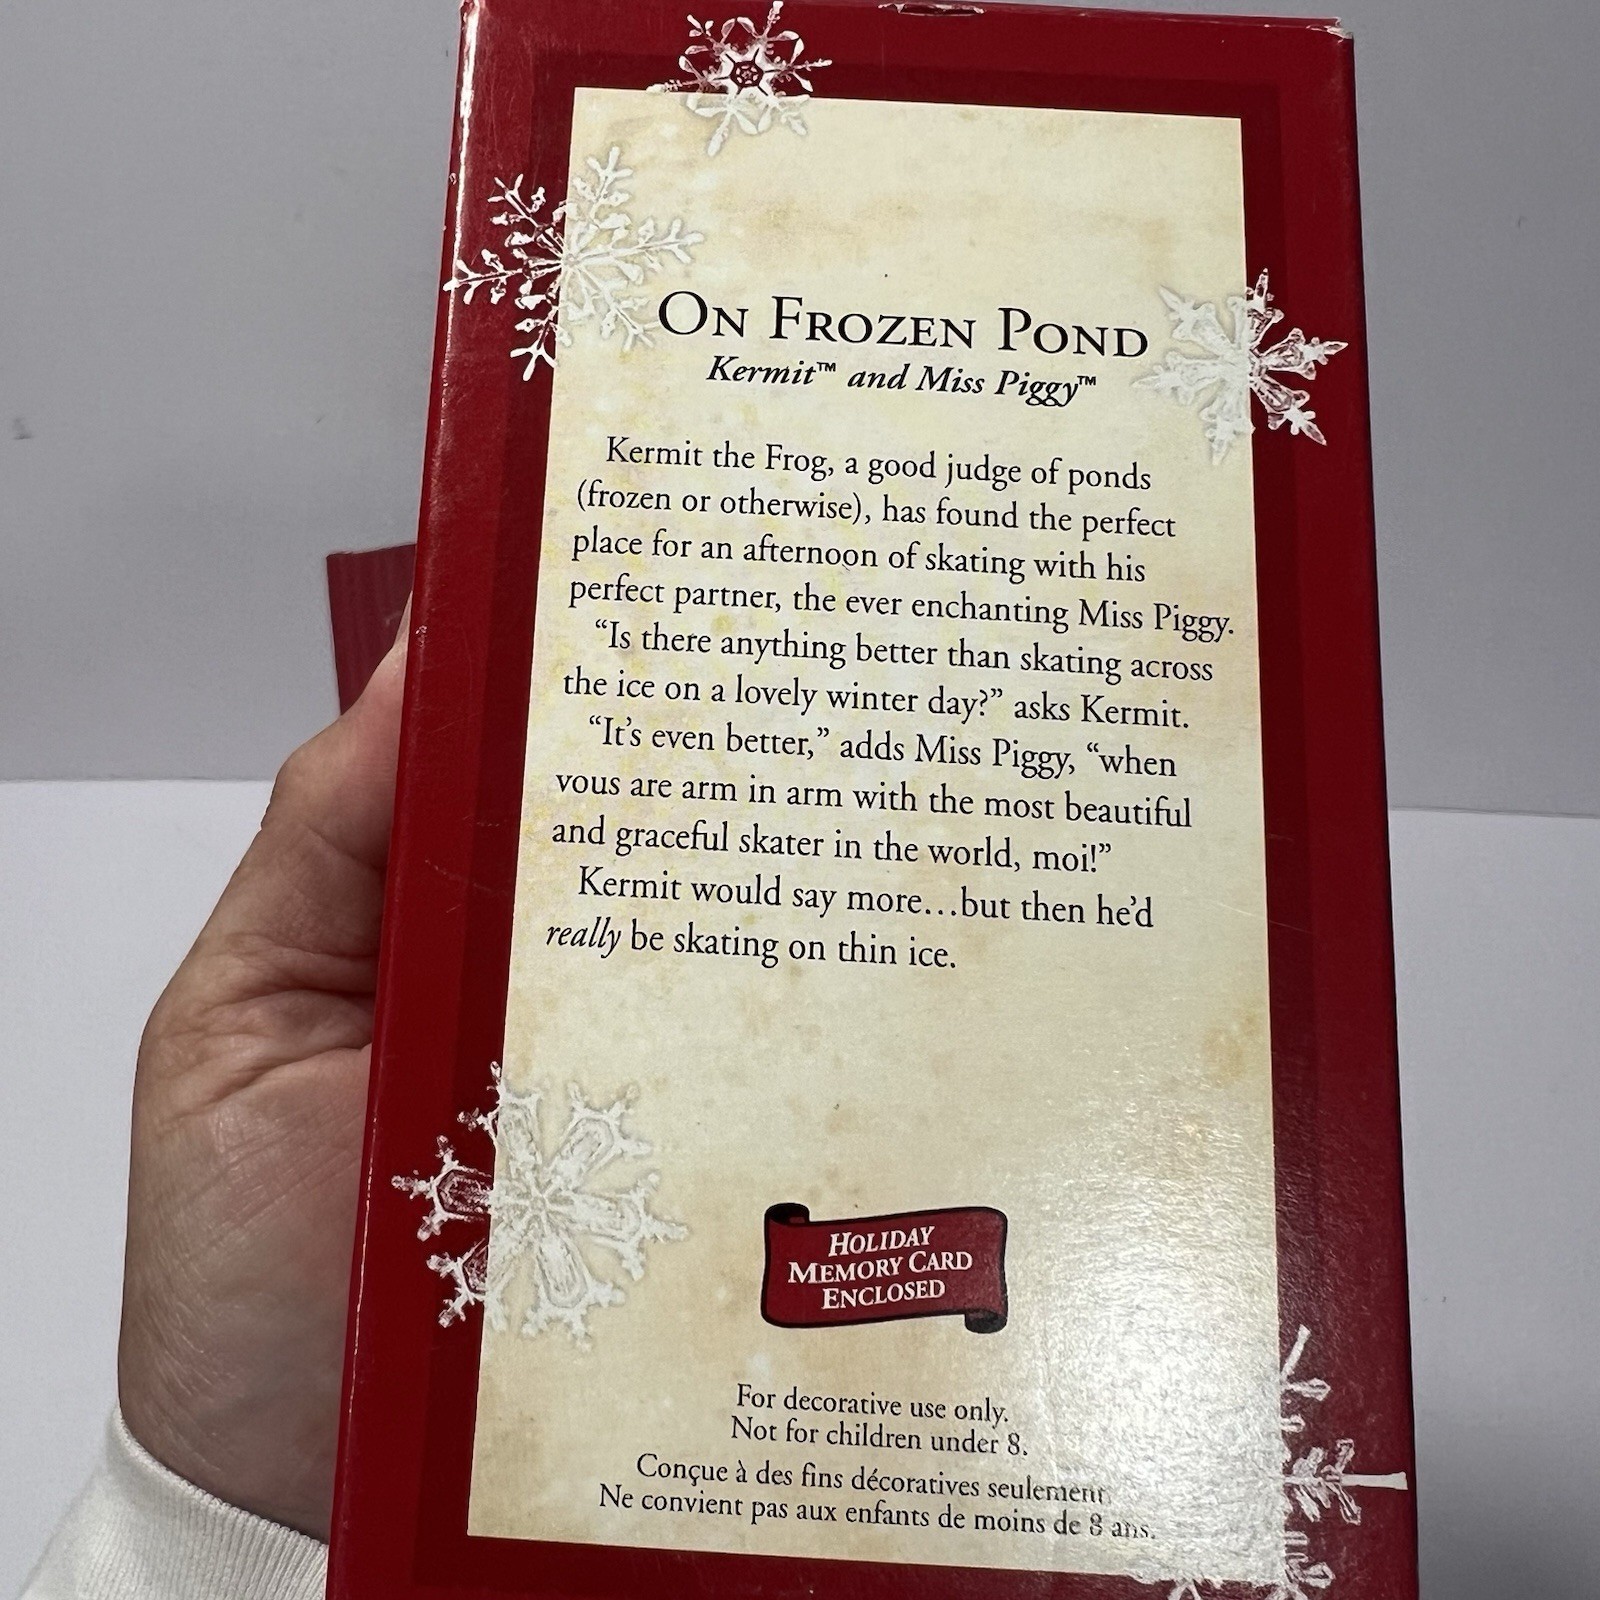 On Frozen Pond
Kermit™ and Miss Piggy™
Kermit the Frog, a good judge of ponds
(frozen or otherwise), has found the perfect
place for an afternoon of skating with his
perfect partner, the ever enchanting Miss Piggy.
“Is there anything better than skating across
the ice on a lovely winter day?” asks Kermit.
“It’s even better,” adds Miss Piggy, “when
vous are arm in arm with the most beautiful
and graceful skater in the world, moi!”
Kermit would say more…but then he’d
really be skating on thin ice.
Holiday
Memory Card
Enclosed
For decorative use only.
Not for children under 8.
Conçue à des fins décoratives seulement.
Ne convient pas aux enfants de moins de 8 ans.